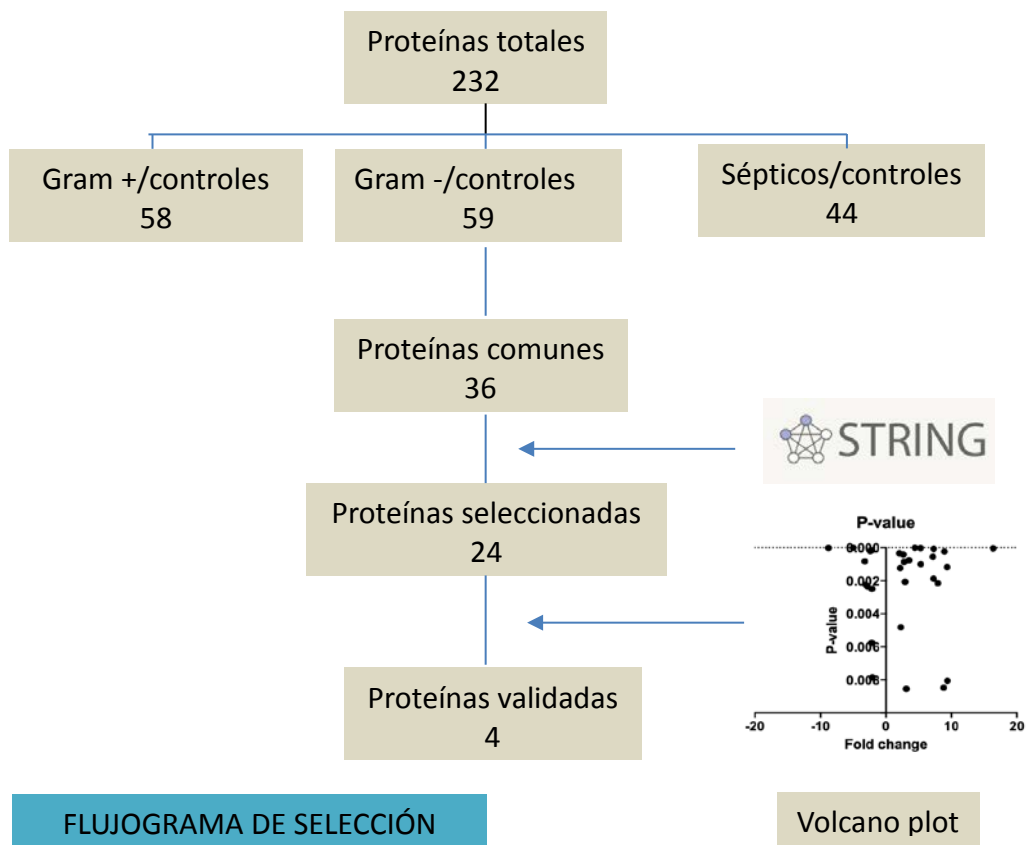 Proteínas totales
232
Gram +/controles
58
Gram -/controles
59
Sépticos/controles
44
Proteínas comunes
36
STRING
Proteínas seleccionadas
24
P-value
0.000
0.002
0.004
0.006
0.008
P-value
-20
-10
0
10
20
Fold change
Proteínas validadas
4
FLUJOGRAMA DE SELECCIÓN
Volcano plot